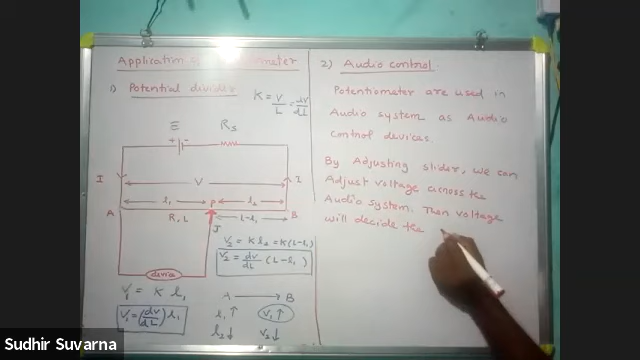 Application of
1) Potential divider
K = V/L = dV/dL
E
Rs
+ -
I
V
I
l₁
P
l₂
A
R, L
L-l₁
B
J
V₂ = K l₂ = K(L-l₁)
V₂ = dV/dL (L-l₁)
device
V₁ = K l₁
V₁ = (dV/dL) l₁
A → B
l₁↑ V₁↑
l₂↓ V₂↓
2) Audio control
Potentiometer are used in
Audio system as Audio
control devices.
By Adjusting slider, we can
Adjust voltage across the
Audio system. Then voltage
will decide the
Sudhir Suvarna